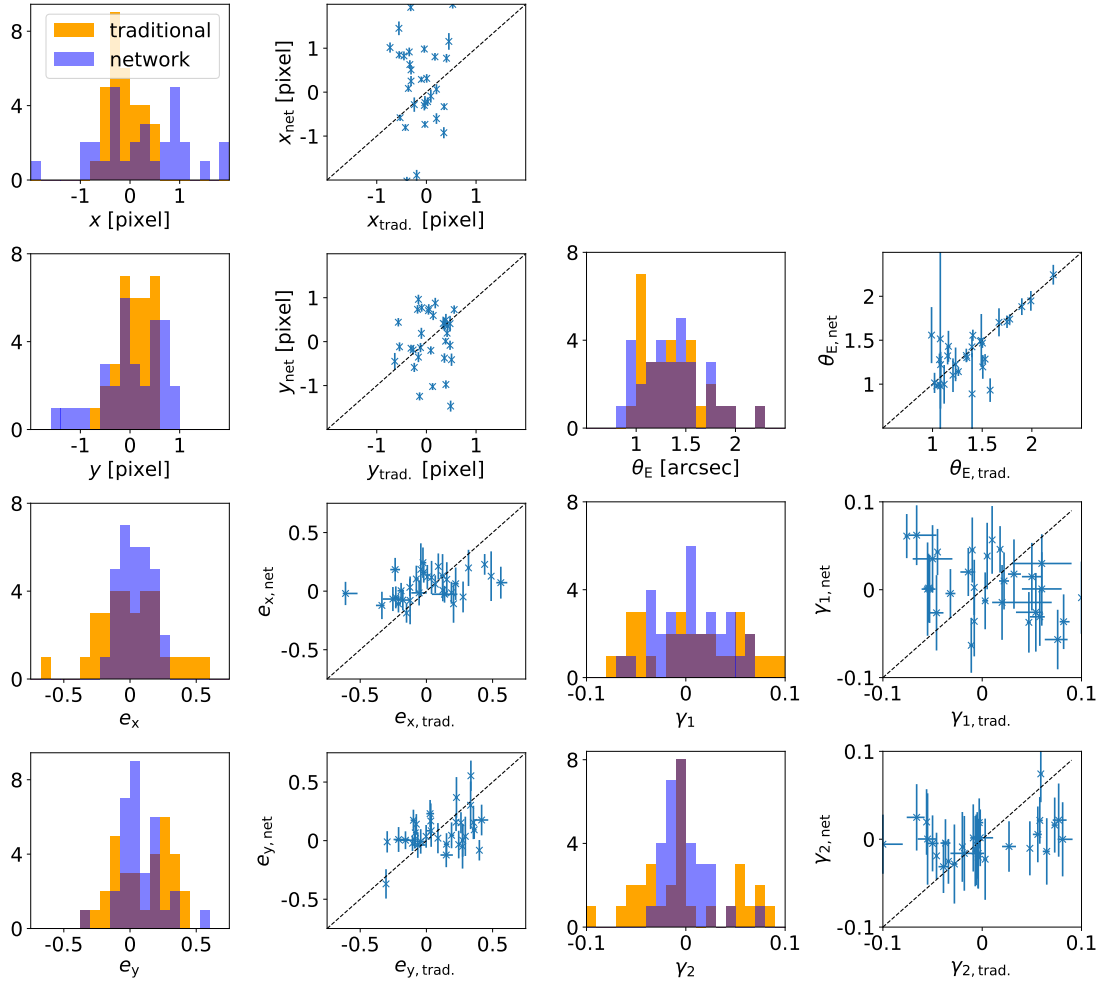 traditional
network
8
4
0
-1 0 1
x [pixel]
x_net [pixel]
1
0
-1
-1 0 1
x_trad. [pixel]
8
4
0
-1 0 1
y [pixel]
y_net [pixel]
1
0
-1
-1 0 1
y_trad. [pixel]
8
4
0
1 1.5 2
θ_E [arcsec]
θ_E,net
2
1
1 1.5 2
θ_E,trad.
8
4
0
-0.5 0 0.5
e_x
e_x,net
0.5
0
-0.5
-0.5 0 0.5
e_x,trad.
8
4
0
-0.1 0 0.1
γ_1
γ_1,net
0.1
0
-0.1
-0.1 0 0.1
γ_1,trad.
8
4
0
-0.5 0 0.5
e_y
e_y,net
0.5
0
-0.5
-0.5 0 0.5
e_y,trad.
8
4
0
-0.1 0 0.1
γ_2
γ_2,net
0.1
0
-0.1
-0.1 0 0.1
γ_2,trad.